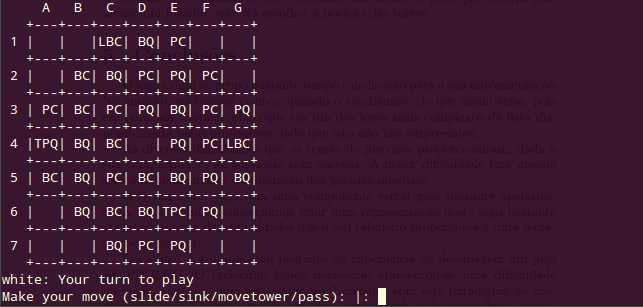 A B C D E F G
+---+---+---+---+---+---+---+
1 |   |   |LBC| BQ| PC|   |   |
+---+---+---+---+---+---+---+
2 |   | BC| BQ| PC| PQ| PC|   |
+---+---+---+---+---+---+---+
3 | PC| BC| PC| PQ| BQ| PC| PQ|
+---+---+---+---+---+---+---+
4 |TPQ| BQ| BC|   | PQ| PC|LBC|
+---+---+---+---+---+---+---+
5 | BC| BQ| PC| BC| BQ| PQ| BQ|
+---+---+---+---+---+---+---+
6 |   | BQ| BC| BQ|TPC| PQ|   |
+---+---+---+---+---+---+---+
7 |   |   | BQ| PC| PQ|   |   |
+---+---+---+---+---+---+---+
white: Your turn to play
Make your move (slide/sink/movetower/pass): |: